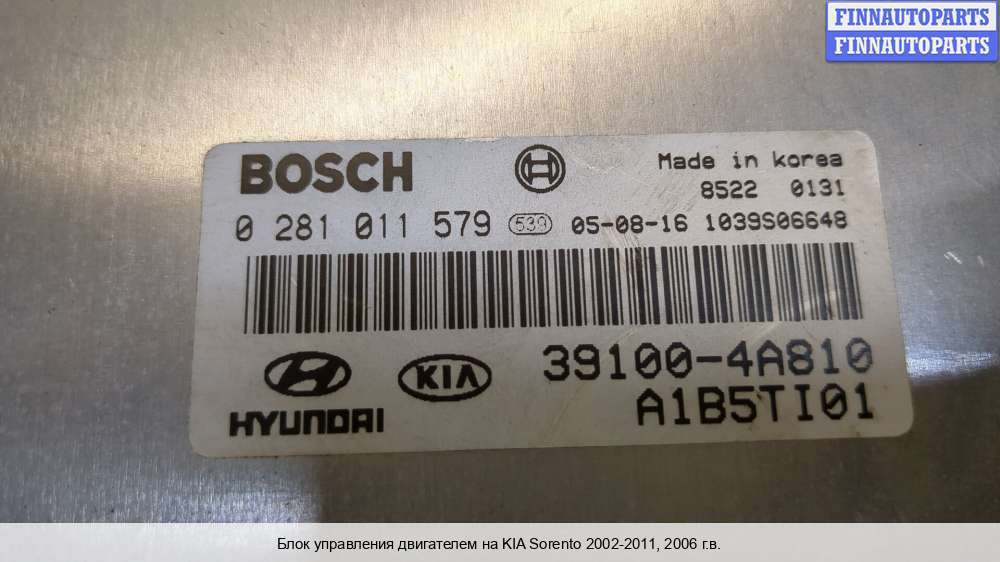 FINNAUTOPARTS
FINNAUTOPARTS
BOSCH
Made in korea
8522 0131
0 281 011 579 539 05-08-16 1039S06648
39100-4A810
KIA
HYUNDAI
A1B5TI01
Блок управления двигателем на KIA Sorento 2002-2011, 2006 г.в.